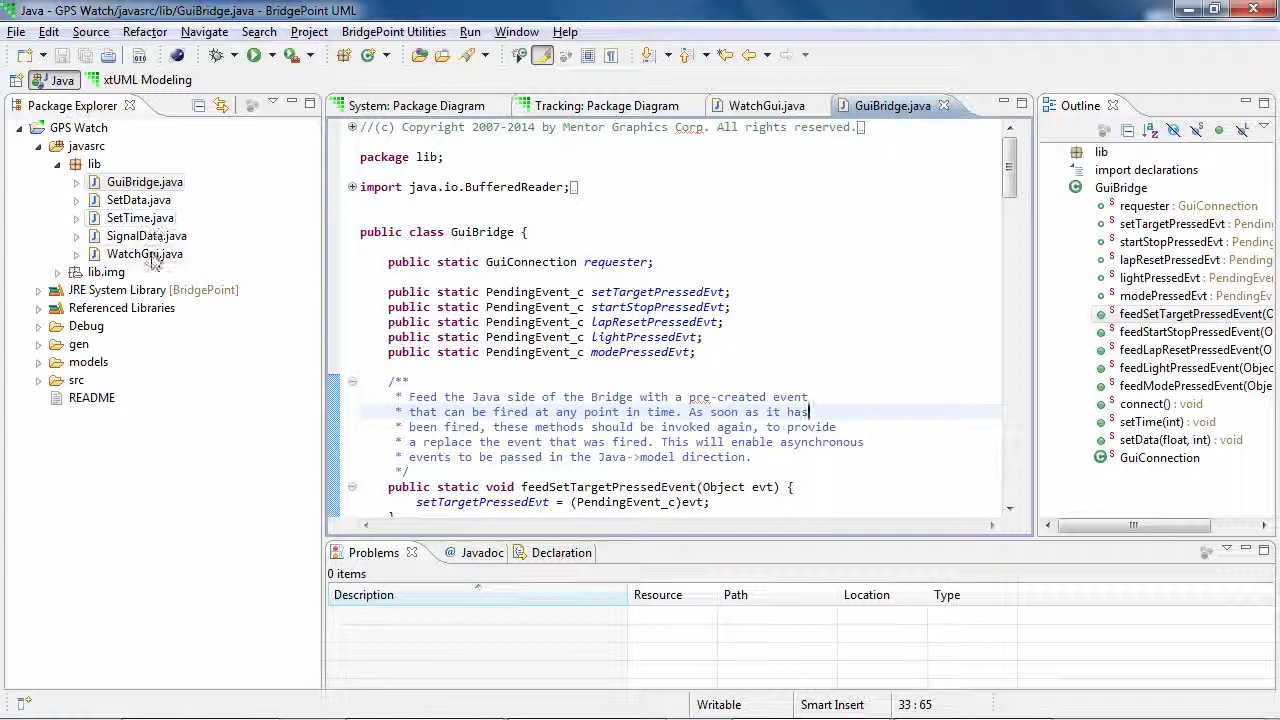 Java - GPS Watch/javasrc/lib/GuiBridge.java - BridgePoint UML
File Edit Source Refactor Navigate Search Project BridgePoint Utilities Run Window Help
Java xtUML Modeling
Package Explorer
GPS Watch
javasrc
lib
GuiBridge.java
SetData.java
SetTime.java
SignalData.java
WatchGui.java
lib.img
JRE System Library [BridgePoint]
Referenced Libraries
Debug
gen
models
src
README
System: Package Diagram Tracking: Package Diagram WatchGui.java GuiBridge.java
//(c) Copyright 2007-2014 by Mentor Graphics Corp. All rights reserved.
package lib;
import java.io.BufferedReader;
public class GuiBridge {
public static GuiConnection requester;
public static PendingEvent_c setTargetPressedEvt;
public static PendingEvent_c startStopPressedEvt;
public static PendingEvent_c lapResetPressedEvt;
public static PendingEvent_c lightPressedEvt;
public static PendingEvent_c modePressedEvt;
/**
* Feed the Java side of the Bridge with a pre-created event
* that can be fired at any point in time. As soon as it has
* been fired, these methods should be invoked again, to provide
* a replace the event that was fired. This will enable asynchronous
* events to be passed in the Java->model direction.
*/
public static void feedSetTargetPressedEvent(Object evt) {
setTargetPressedEvt = (PendingEvent_c)evt;
}
Outline
lib
import declarations
GuiBridge
requester : GuiConnection
setTargetPressedEvt : Pending
startStopPressedEvt : Pending
lapResetPressedEvt : Pending
lightPressedEvt : PendingEver
modePressedEvt : PendingEv
feedSetTargetPressedEvent(O
feedStartStopPressedEvent(O
feedLapResetPressedEvent(O
feedLightPressedEvent(Objec
feedModePressedEvent(Objec
connect() : void
setTime(int) : void
setData(float, int) : void
GuiConnection
Problems @ Javadoc Declaration
0 items
Description Resource Path Location Type
Writable Smart Insert 33 : 65